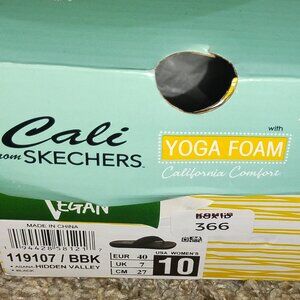 Cali
from SKECHERS
with
YOGA FOAM
California Comfort
VEGAN
366
MADE IN CHINA
119107 / BBK
ASANA- HIDDEN VALLEY
BLACK
EUR 40
UK 7
CM 27
USA WOMEN'S
10